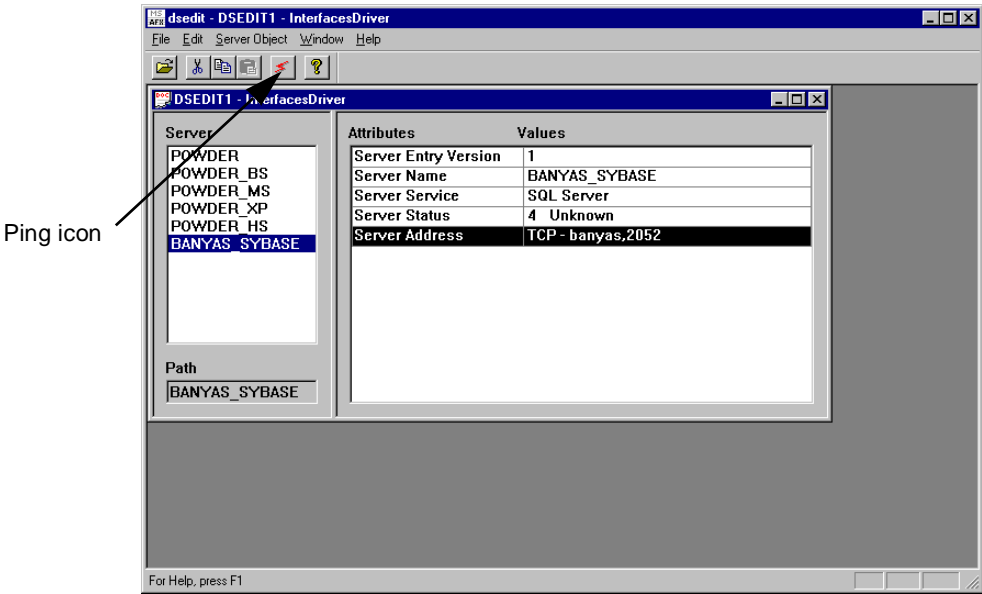 dsedit - DSEDIT1 - InterfacesDriver
File Edit Server Object Window Help
DSEDIT1 - InterfacesDriver
Server
POWDER
POWDER_BS
POWDER_MS
POWDER_XP
POWDER_HS
BANYAS_SYBASE
Path
BANYAS_SYBASE
Attributes Values
Server Entry Version 1
Server Name BANYAS_SYBASE
Server Service SQL Server
Server Status 4 Unknown
Server Address TCP - banyas,2052
Ping icon
For Help, press F1